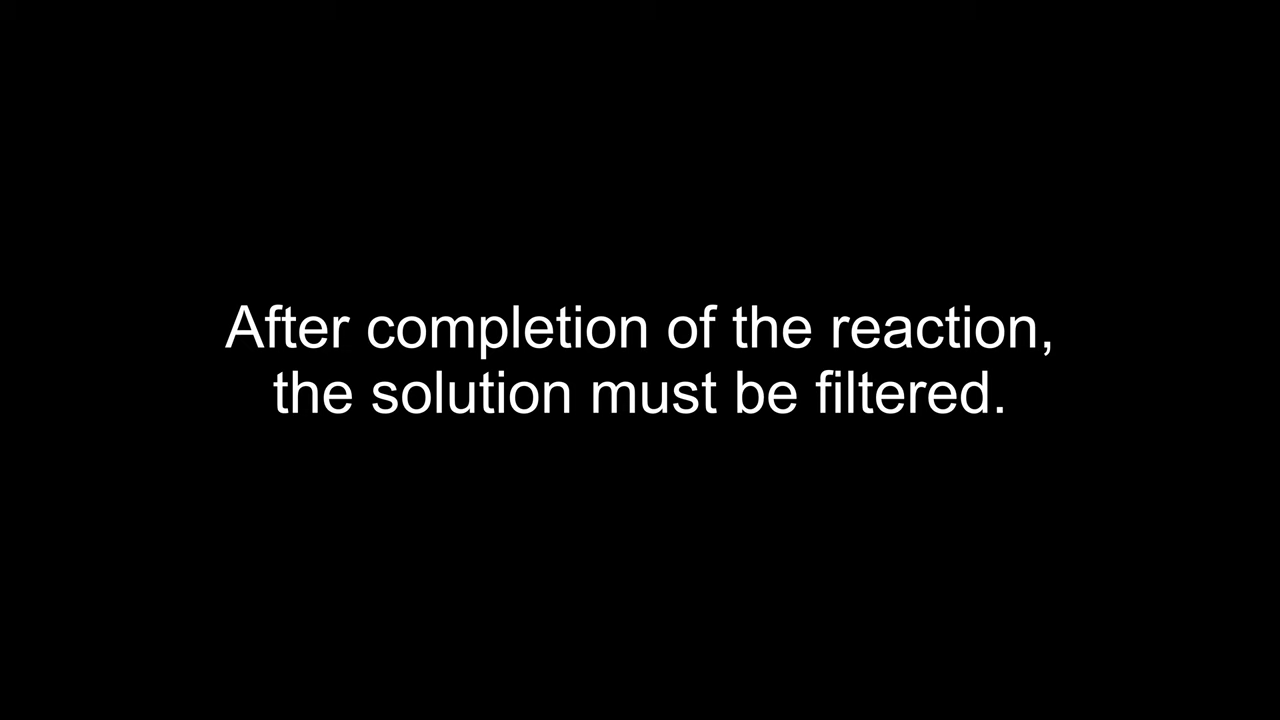 After completion of the reaction,
the solution must be filtered.